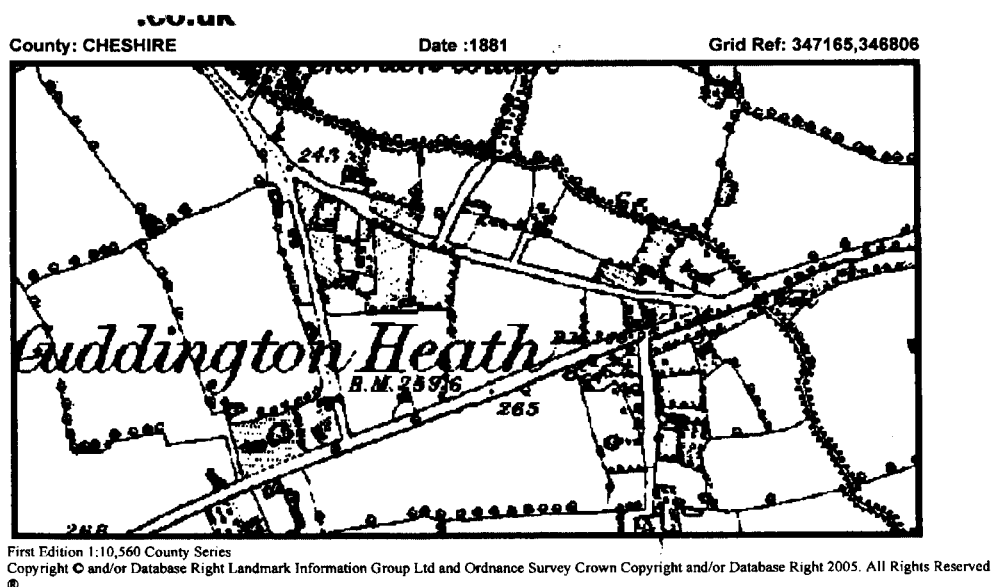 .co.uk
County: CHESHIRE Date :1881 Grid Ref: 347165,346806
243
Cuddington Heath
B.M. 259.6
265
268
First Edition 1:10,560 County Series
Copyright © and/or Database Right Landmark Information Group Ltd and Ordnance Survey Crown Copyright and/or Database Right 2005. All Rights Reserved
®